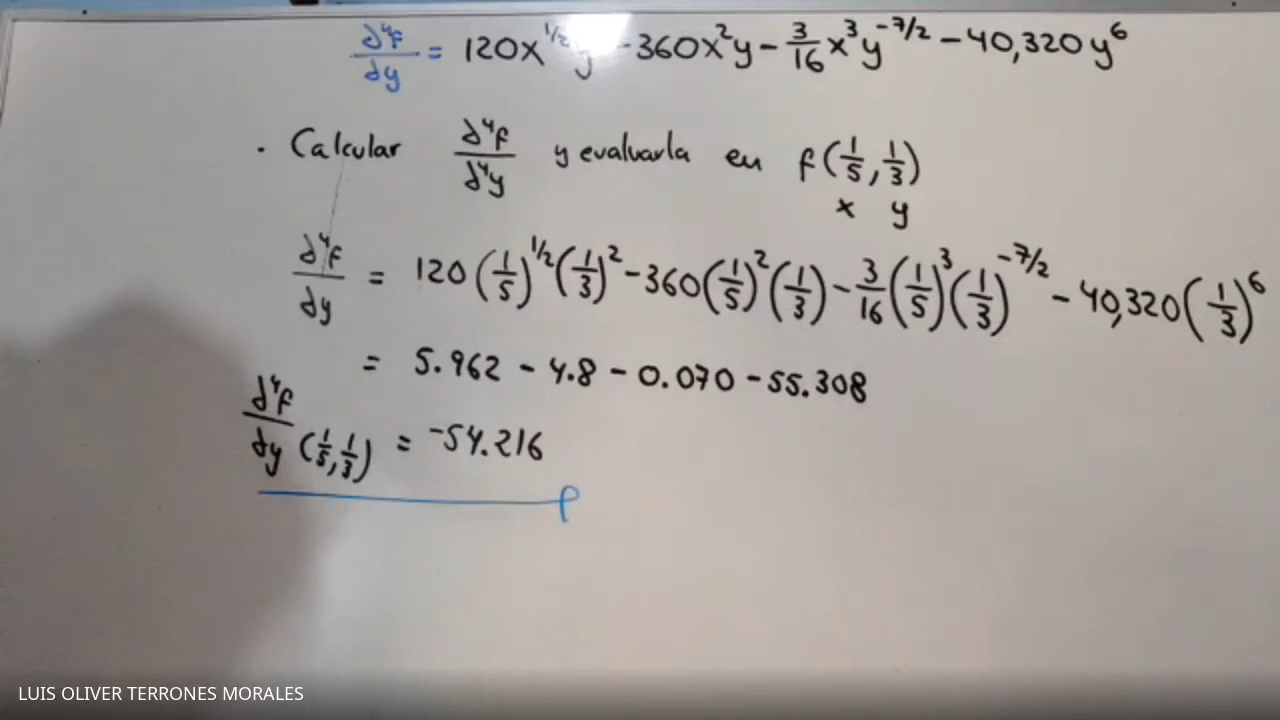 ∂⁴f/∂y = 120x^(1/2)y - 360x²y - 3/16 x³y^(-7/2) - 40,320y⁶
· Calcular ∂⁴f/∂⁴y y evaluarla en f(1/5, 1/3)
x y
∂⁴f/∂y = 120(1/5)^(1/2)(1/3)² - 360(1/5)²(1/3) - 3/16(1/5)³(1/3)^(-7/2) - 40,320(1/3)⁶
= 5.962 - 4.8 - 0.070 - 55.308
∂⁴f/∂y (1/5, 1/3) = -54.216
LUIS OLIVER TERRONES MORALES